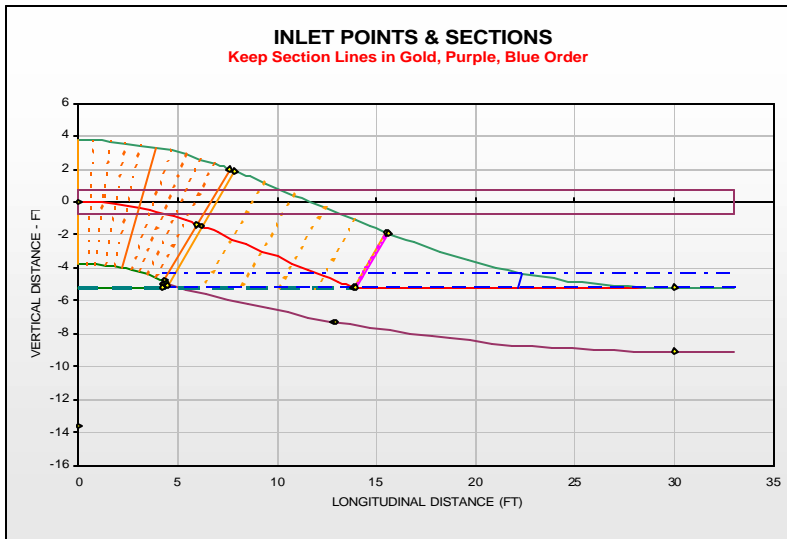 INLET POINTS & SECTIONS
Keep Section Lines in Gold, Purple, Blue Order
6
4
2
0
-2
-4
-6
-8
-10
-12
-14
-16
VERTICAL DISTANCE - FT
0 5 10 15 20 25 30 35
LONGITUDINAL DISTANCE (FT)